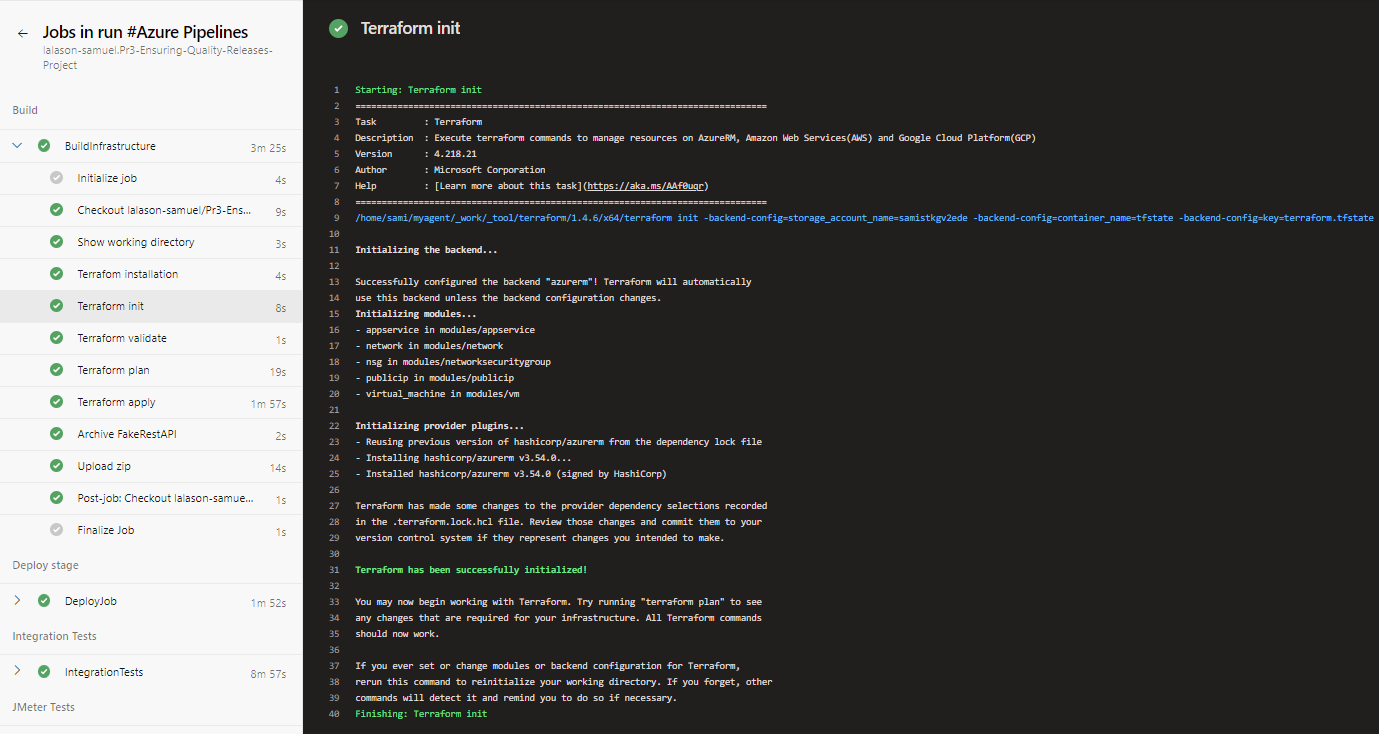 Jobs in run #Azure Pipelines
lalason-samuel.Pr3-Ensuring-Quality-Releases-
Project
Build
BuildInfrastructure 3m 25s
Initialize job 4s
Checkout lalason-samuel/Pr3-Ens... 9s
Show working directory 3s
Terrafom installation 4s
Terraform init 8s
Terraform validate 1s
Terraform plan 19s
Terraform apply 1m 57s
Archive FakeRestAPI 2s
Upload zip 14s
Post-job: Checkout lalason-samue... 1s
Finalize Job 1s
Deploy stage
DeployJob 1m 52s
Integration Tests
IntegrationTests 8m 57s
JMeter Tests
Terraform init
1 Starting: Terraform init
2 ==============================================================================
3 Task         : Terraform
4 Description  : Execute terraform commands to manage resources on AzureRM, Amazon Web Services(AWS) and Google Cloud Platform(GCP)
5 Version      : 4.218.21
6 Author       : Microsoft Corporation
7 Help         : [Learn more about this task](https://aka.ms/AAf0uqr)
8 ==============================================================================
9 /home/sami/myagent/_work/_tool/terraform/1.4.6/x64/terraform init -backend-config=storage_account_name=samistkgv2ede -backend-config=container_name=tfstate -backend-config=key=terraform.tfstate
10
11 Initializing the backend...
12
13 Successfully configured the backend "azurerm"! Terraform will automatically
14 use this backend unless the backend configuration changes.
15 Initializing modules...
16 - appservice in modules/appservice
17 - network in modules/network
18 - nsg in modules/networksecuritygroup
19 - publicip in modules/publicip
20 - virtual_machine in modules/vm
21
22 Initializing provider plugins...
23 - Reusing previous version of hashicorp/azurerm from the dependency lock file
24 - Installing hashicorp/azurerm v3.54.0...
25 - Installed hashicorp/azurerm v3.54.0 (signed by HashiCorp)
26
27 Terraform has made some changes to the provider dependency selections recorded
28 in the .terraform.lock.hcl file. Review those changes and commit them to your
29 version control system if they represent changes you intended to make.
30
31 Terraform has been successfully initialized!
32
33 You may now begin working with Terraform. Try running "terraform plan" to see
34 any changes that are required for your infrastructure. All Terraform commands
35 should now work.
36
37 If you ever set or change modules or backend configuration for Terraform,
38 rerun this command to reinitialize your working directory. If you forget, other
39 commands will detect it and remind you to do so if necessary.
40 Finishing: Terraform init